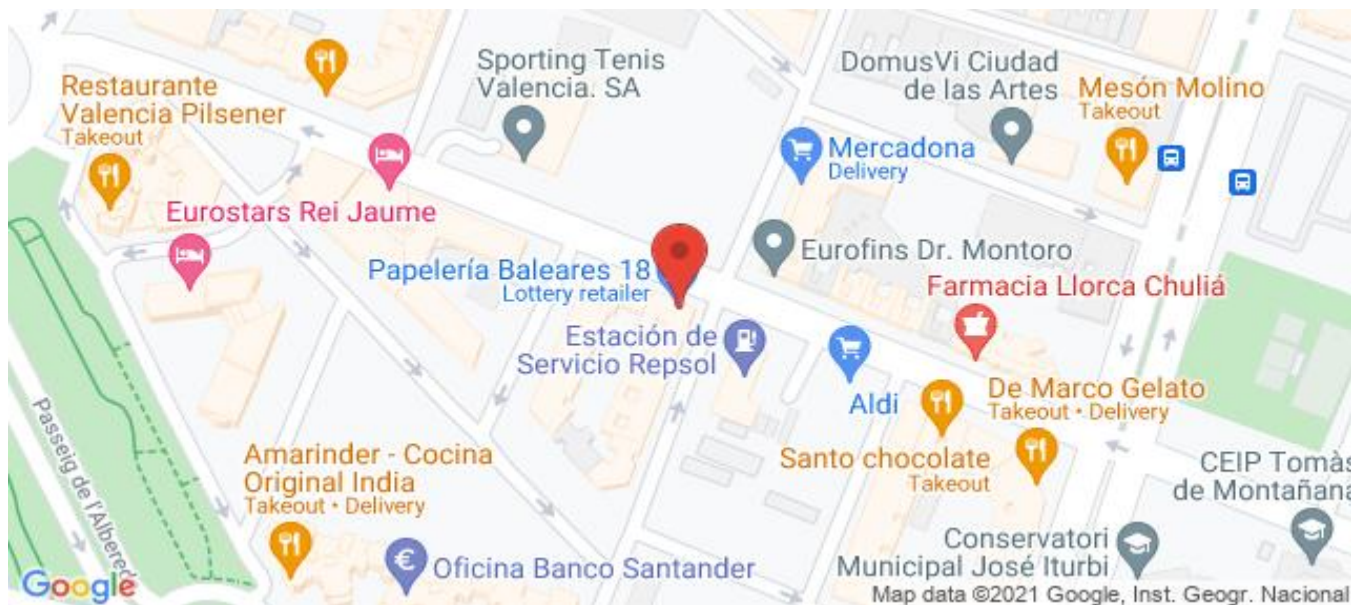 Sporting Tenis
Valencia. SA
DomusVi Ciudad
de las Artes
Mesón Molino
Takeout
Restaurante
Valencia Pilsener
Takeout
Mercadona
Delivery
Eurostars Rei Jaume
Eurofins Dr. Montoro
Papelería Baleares 18
Lottery retailer
Farmacia Llorca Chuliá
Estación de
Servicio Repsol
Aldi
De Marco Gelato
Takeout • Delivery
Santo chocolate
Takeout
Passeig de l'Albered
Amarinder - Cocina
Original India
Takeout • Delivery
CEIP Tomàs
de Montañana
Conservatori
Municipal José Iturbi
Oficina Banco Santander
Google
Map data ©2021 Google, Inst. Geogr. Nacional